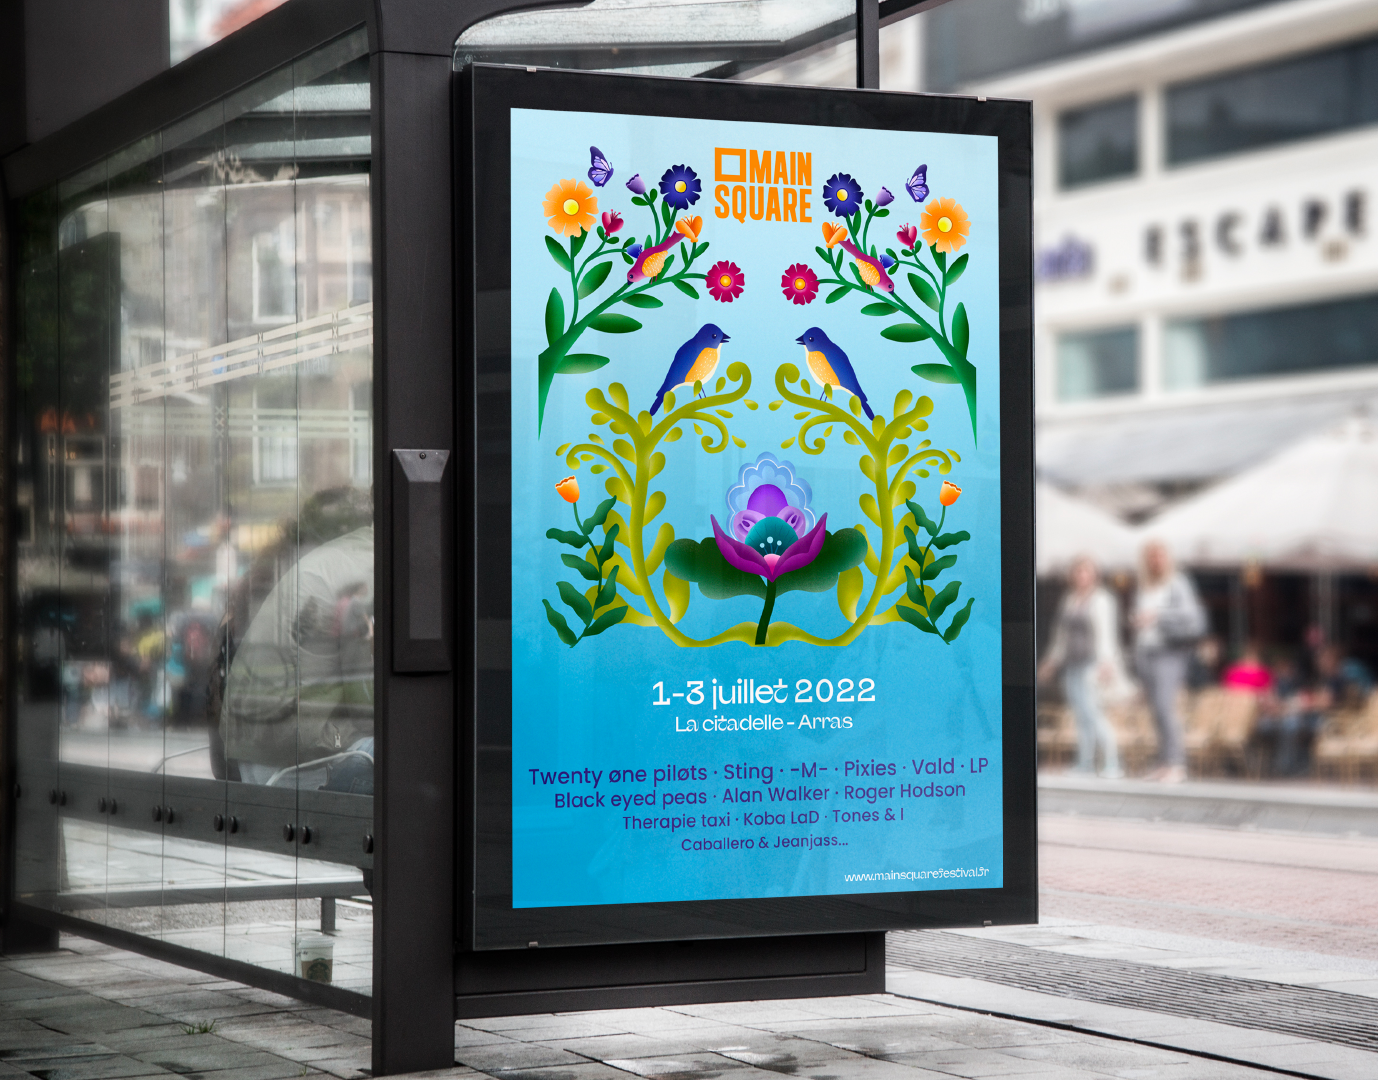 MAIN
SQUARE
1-3 juillet 2022
La citadelle - Arras
Twenty øne piløts · Sting · -M- · Pixies · Vald · LP
Black eyed peas · Alan Walker · Roger Hodson
Therapie taxi · Koba LaD · Tones & I
Caballero & Jeanjass...
www.mainsquarefestival.fr
ESCAPE